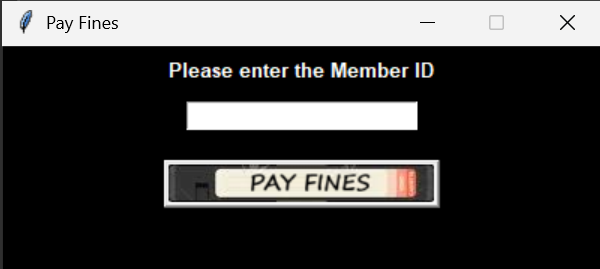 Pay Fines
Please enter the Member ID
PAY FINES